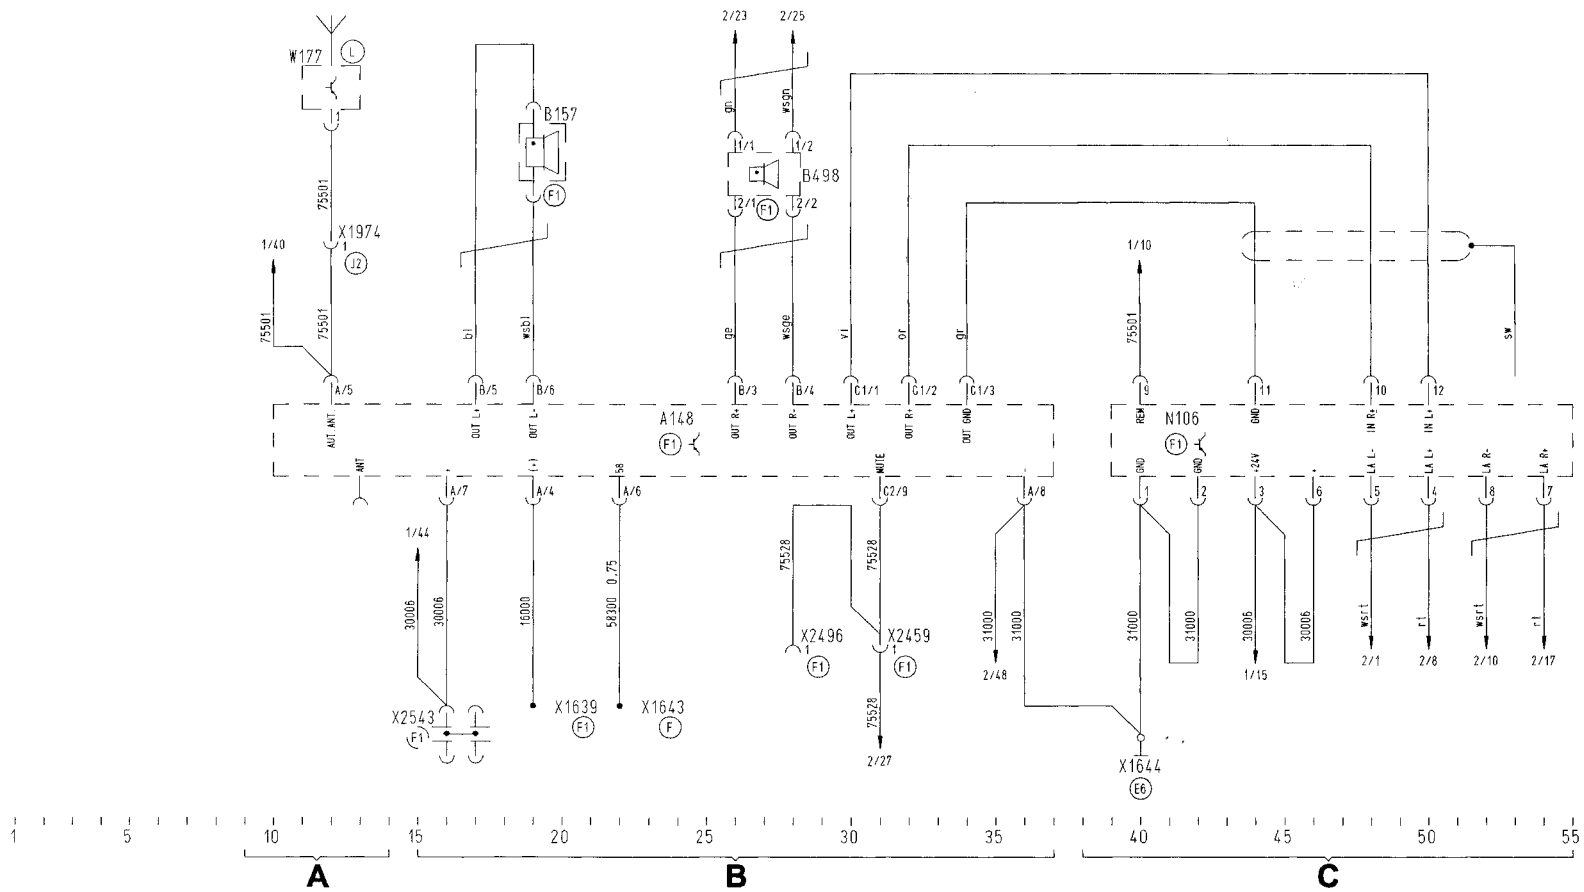 2/23
2/25
W177
L
1
B157
F1
gn
wsgn
1/1
1/2
B498
2/1
F1
2/2
75501
X1974
1
J2
1/40
1/10
75501
75501
bl
wsbl
ge
wsge
vi
or
gr
75501
sw
A/5
B/5
B/6
B/3
B/4
C1/1
C1/2
C1/3
9
11
10
12
AUT.ANT
OUT L+
OUT L-
A148
F1
OUT R+
OUT R-
OUT L+
OUT R+
OUT GND
REM
N106
F1
GND
IN R+
IN L+
ANT
+
(+)
58
MUTE
-
GND
GND
+24V
+
LA L-
LA L+
LA R-
LA R+
A/7
A/4
A/6
C2/9
A/8
1
2
3
6
5
4
8
7
1/44
30006
30006
16000
58300 0.75
75528
75528
31000
31000
31000
31000
30006
30006
wsrt
rt
wsrt
rt
X2496
1
F1
X2459
1
F1
2/48
1/15
2/1
2/8
2/10
2/17
X2543
F1
X1639
F1
X1643
F
75528
2/27
X1644
E6
1 5 10 15 20 25 30 35 40 45 50 55
A B C